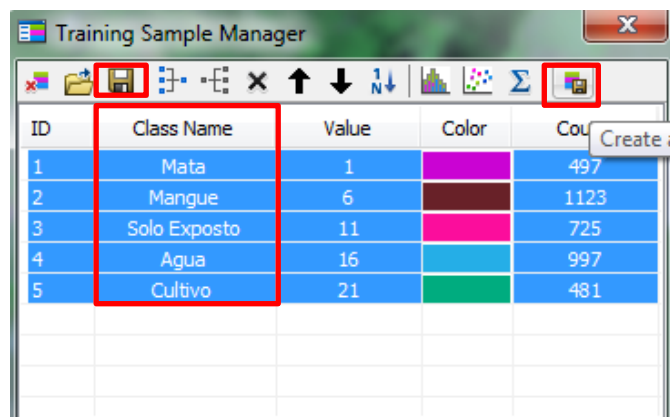 Training Sample Manager
ID Class Name Value Color Cou
Create a
1 Mata 1 497
2 Mangue 6 1123
3 Solo Exposto 11 725
4 Agua 16 997
5 Cultivo 21 481